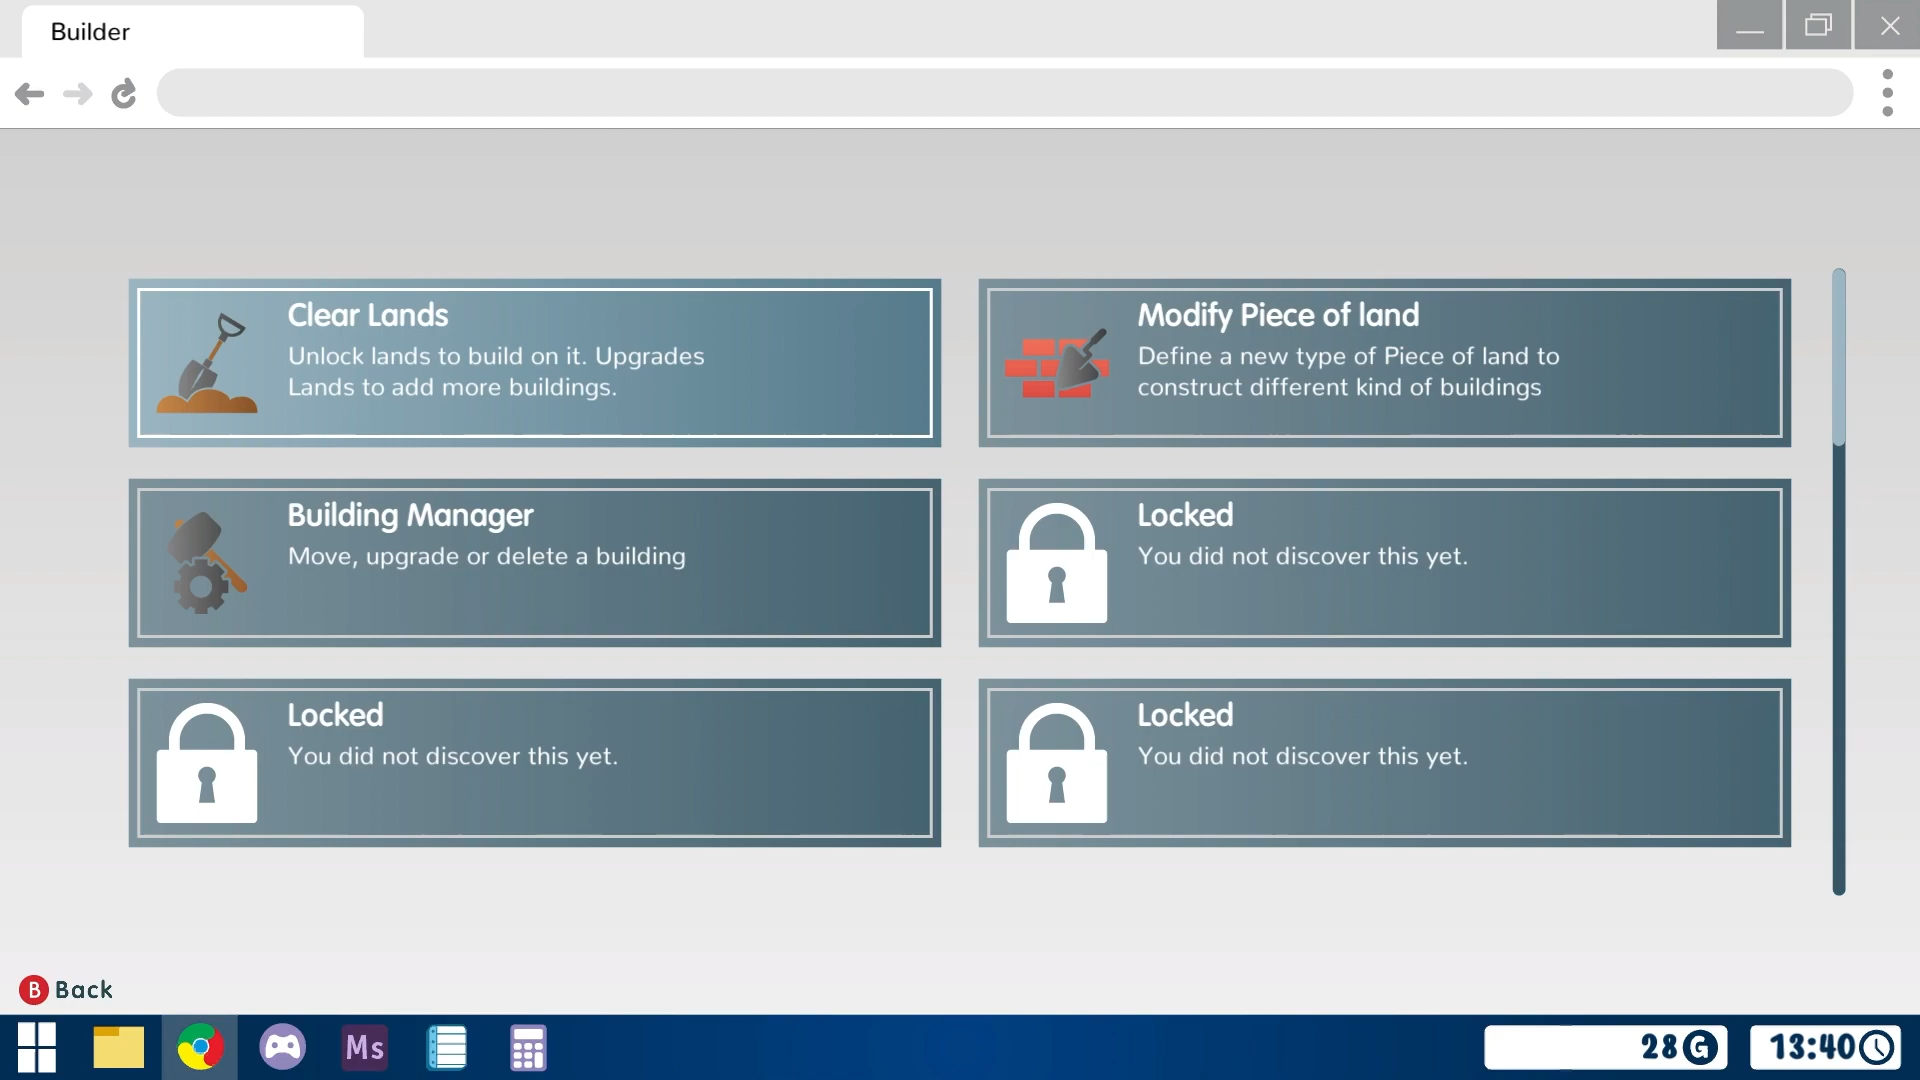 Builder
Clear Lands
Unlock lands to build on it. Upgrades
Lands to add more buildings.
Modify Piece of land
Define a new type of Piece of land to
construct different kind of buildings
Building Manager
Move, upgrade or delete a building
Locked
You did not discover this yet.
Locked
You did not discover this yet.
Locked
You did not discover this yet.
B Back
Ms
28 G
13:40